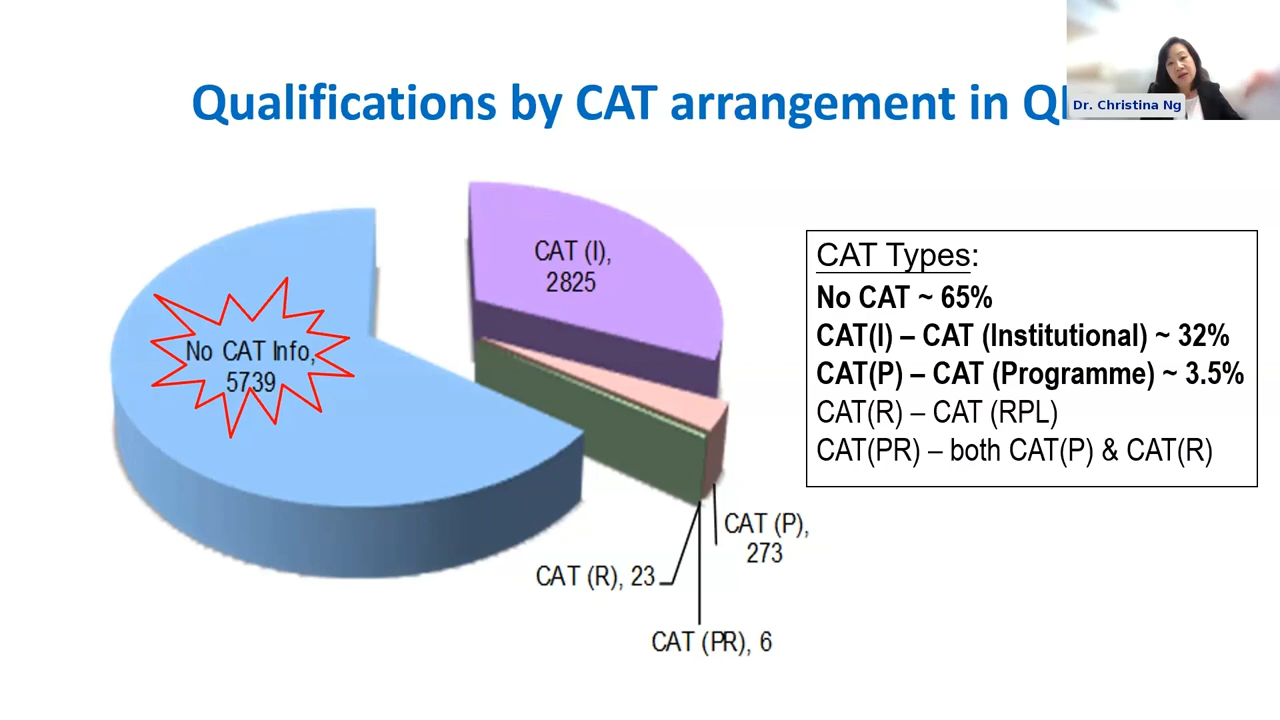 Qualifications by CAT arrangement in
Dr. Christina Ng
CAT (I),
2825
No CAT Info,
5739
CAT Types:
No CAT ~ 65%
CAT(I) – CAT (Institutional) ~ 32%
CAT(P) – CAT (Programme) ~ 3.5%
CAT(R) – CAT (RPL)
CAT(PR) – both CAT(P) & CAT(R)
CAT (P),
273
CAT (R), 23
CAT (PR), 6